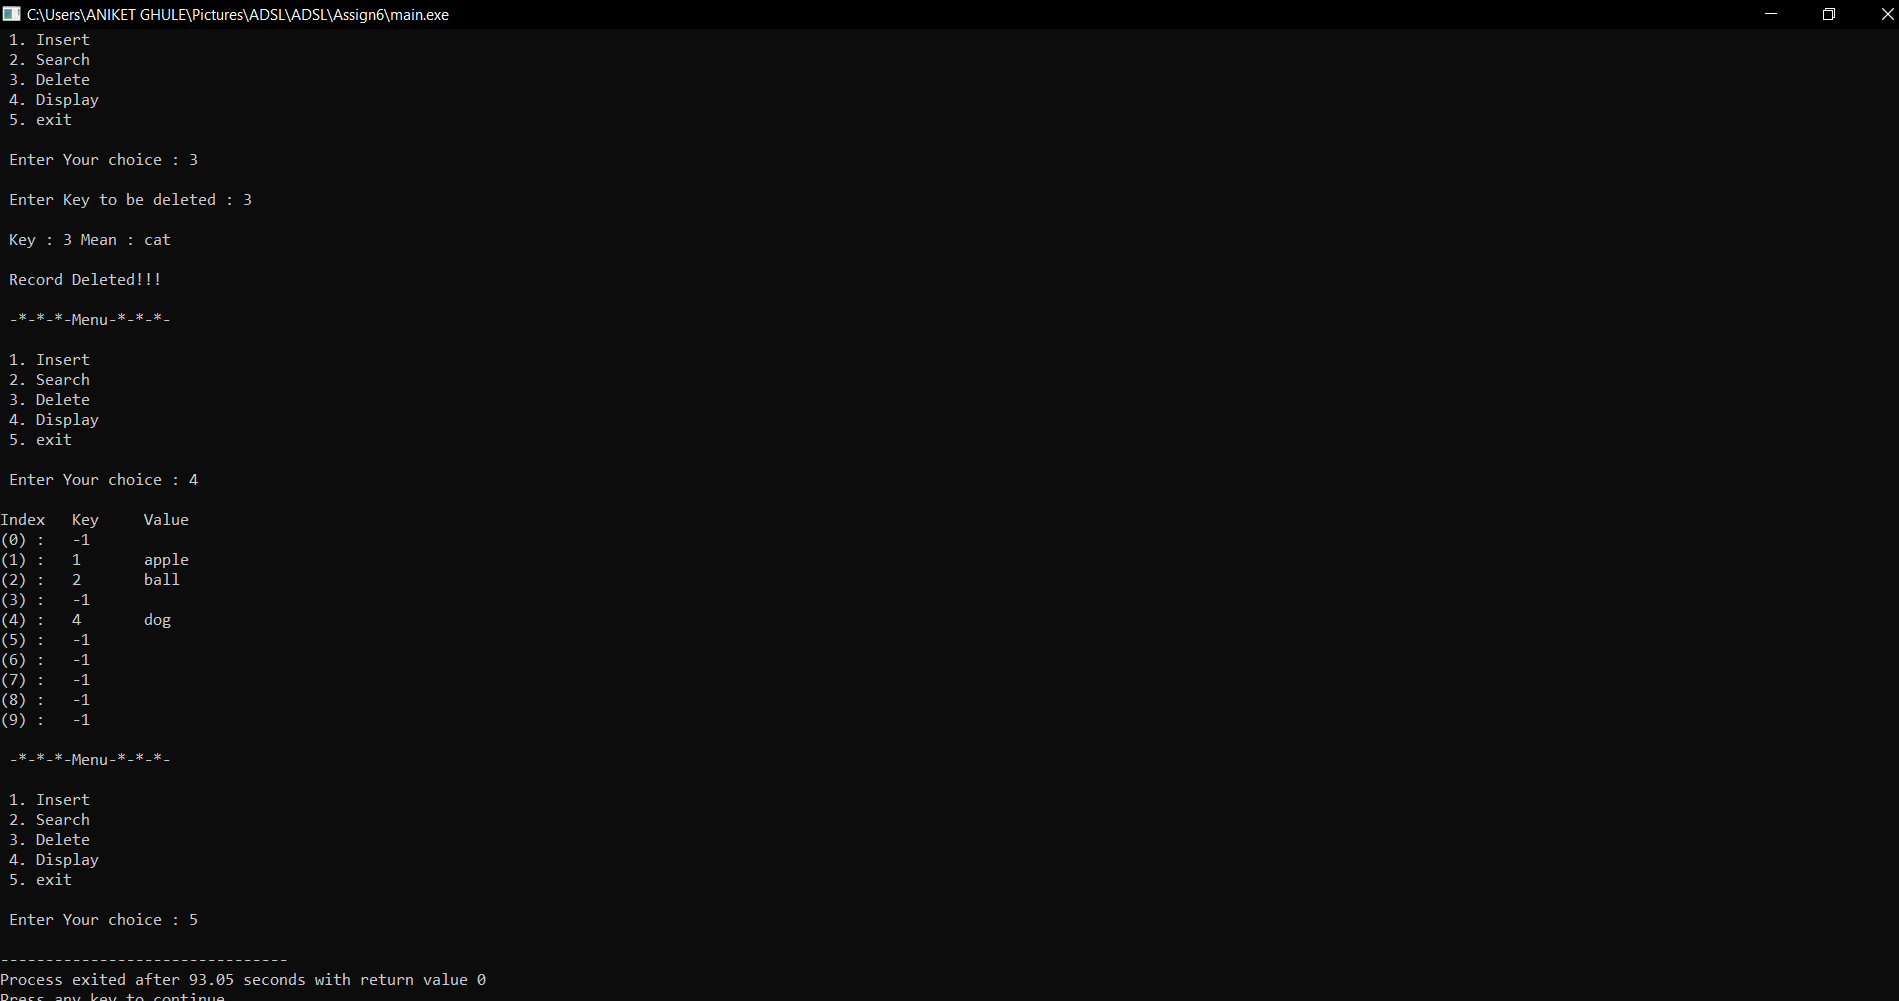 C:\Users\ANIKET GHULE\Pictures\ADSL\ADSL\Assign6\main.exe
1. Insert
2. Search
3. Delete
4. Display
5. exit
Enter Your choice : 3
Enter Key to be deleted : 3
Key : 3 Mean : cat
Record Deleted!!!
-*-*-*-Menu-*-*-*-
1. Insert
2. Search
3. Delete
4. Display
5. exit
Enter Your choice : 4
Index   Key     Value
(0) :   -1
(1) :   1       apple
(2) :   2       ball
(3) :   -1
(4) :   4       dog
(5) :   -1
(6) :   -1
(7) :   -1
(8) :   -1
(9) :   -1
-*-*-*-Menu-*-*-*-
1. Insert
2. Search
3. Delete
4. Display
5. exit
Enter Your choice : 5
--------------------------------
Process exited after 93.05 seconds with return value 0
Press any key to continue